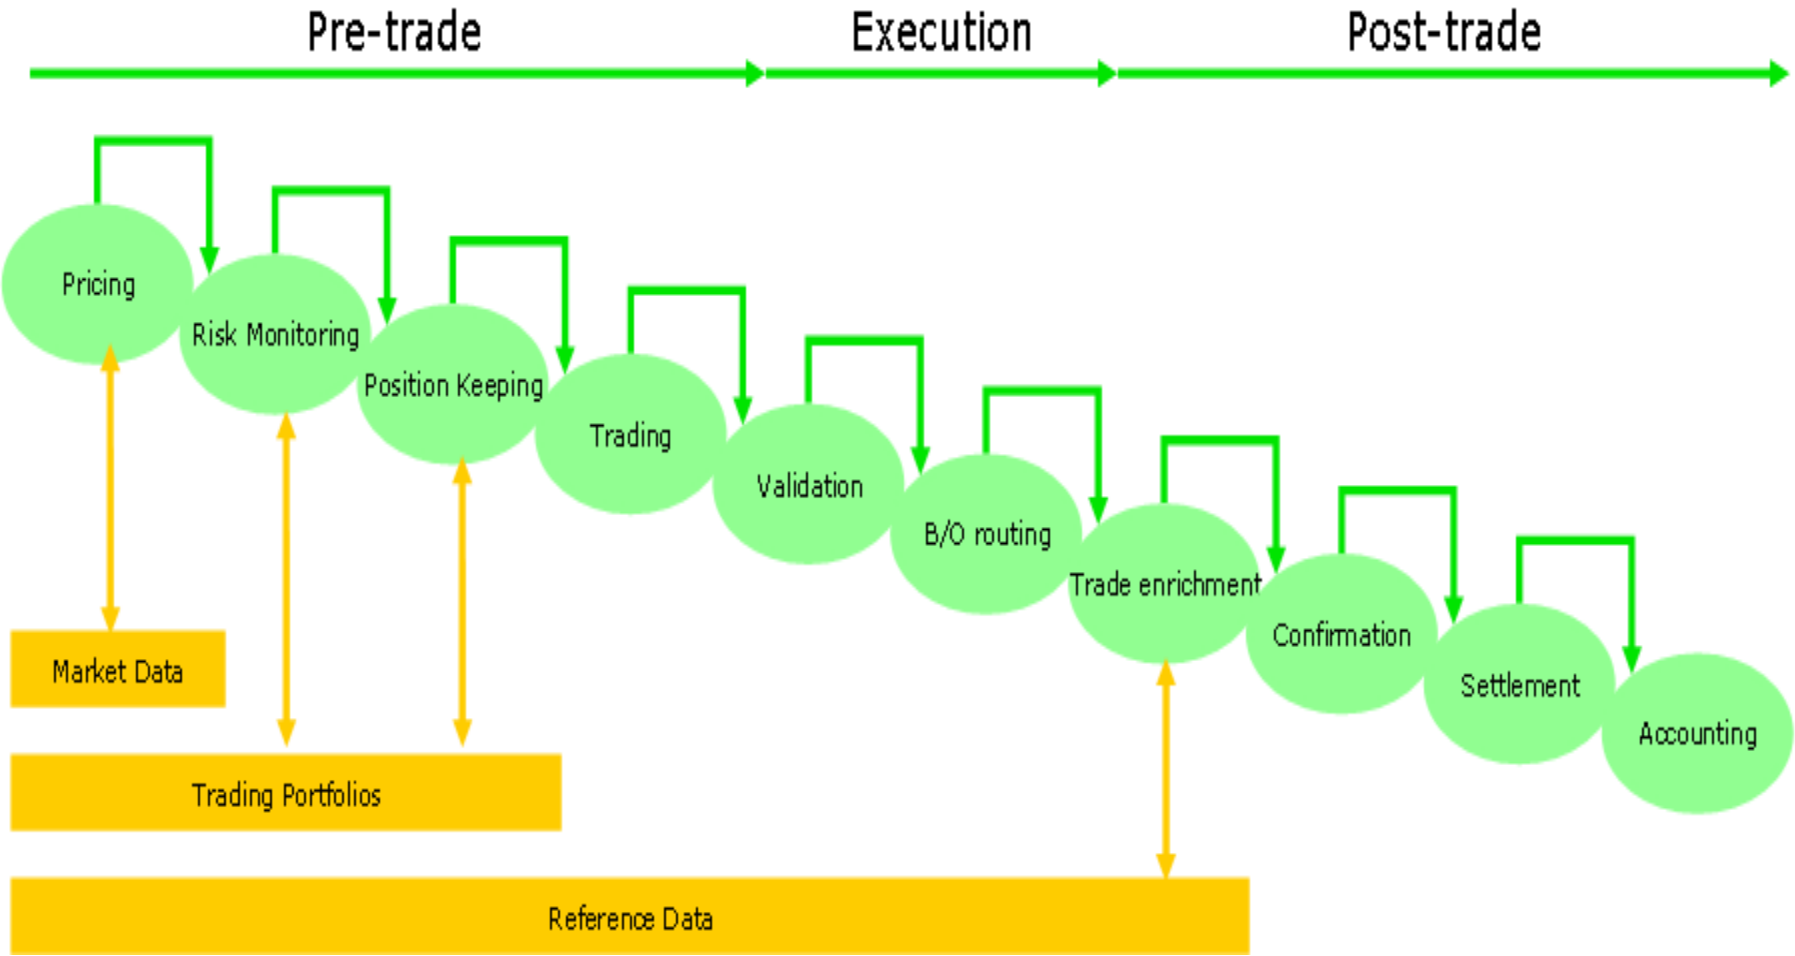 Pre-trade
Execution
Post-trade
Pricing
Risk Monitoring
Position Keeping
Trading
Validation
B/O routing
Trade enrichment
Confirmation
Settlement
Accounting
Market Data
Trading Portfolios
Reference Data